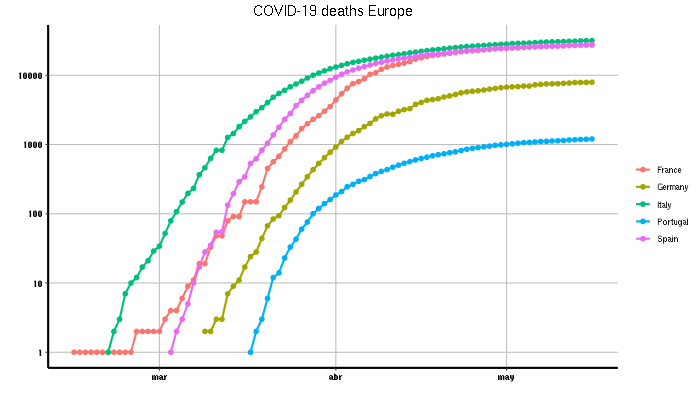 COVID-19 deaths Europe
10000
1000
100
10
1
mar abr may
France
Germany
Italy
Portugal
Spain